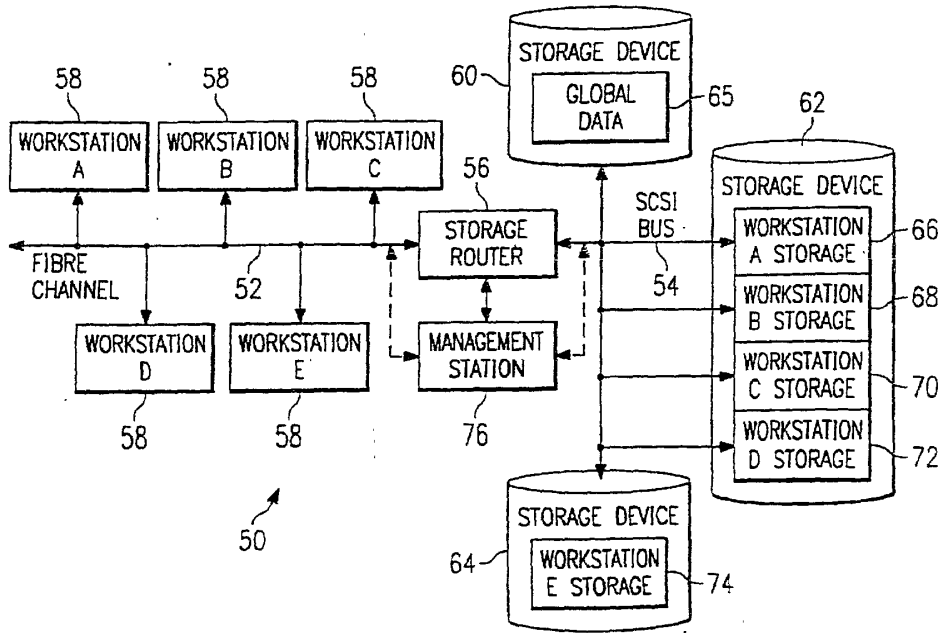 58
WORKSTATION
A
58
WORKSTATION
B
58
WORKSTATION
C
FIBRE
CHANNEL
52
WORKSTATION
D
58
WORKSTATION
E
58
50
56
STORAGE
ROUTER
MANAGEMENT
STATION
76
60
STORAGE DEVICE
GLOBAL
DATA
65
SCSI
BUS
54
62
STORAGE DEVICE
WORKSTATION
A STORAGE
66
WORKSTATION
B STORAGE
68
WORKSTATION
C STORAGE
70
WORKSTATION
D STORAGE
72
64
STORAGE DEVICE
WORKSTATION
E STORAGE
74